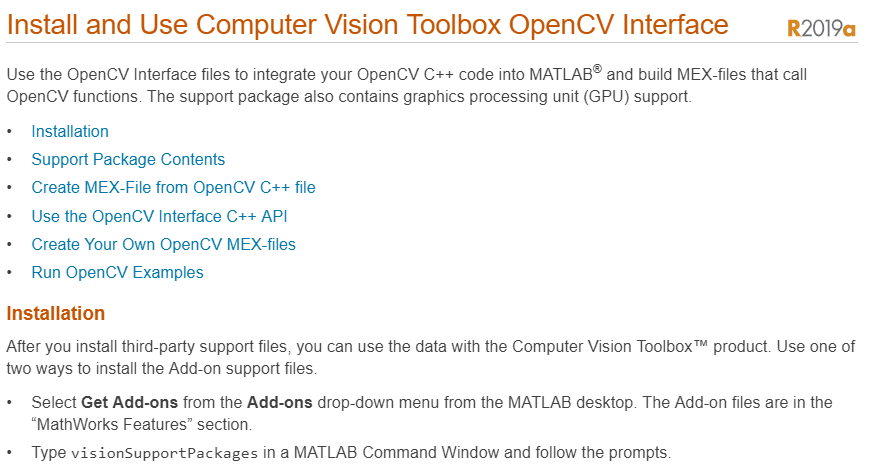 Install and Use Computer Vision Toolbox OpenCV Interface
R2019a
Use the OpenCV Interface files to integrate your OpenCV C++ code into MATLAB® and build MEX-files that call
OpenCV functions. The support package also contains graphics processing unit (GPU) support.
• Installation
• Support Package Contents
• Create MEX-File from OpenCV C++ file
• Use the OpenCV Interface C++ API
• Create Your Own OpenCV MEX-files
• Run OpenCV Examples
Installation
After you install third-party support files, you can use the data with the Computer Vision Toolbox™ product. Use one of
two ways to install the Add-on support files.
• Select Get Add-ons from the Add-ons drop-down menu from the MATLAB desktop. The Add-on files are in the
“MathWorks Features” section.
• Type visionSupportPackages in a MATLAB Command Window and follow the prompts.